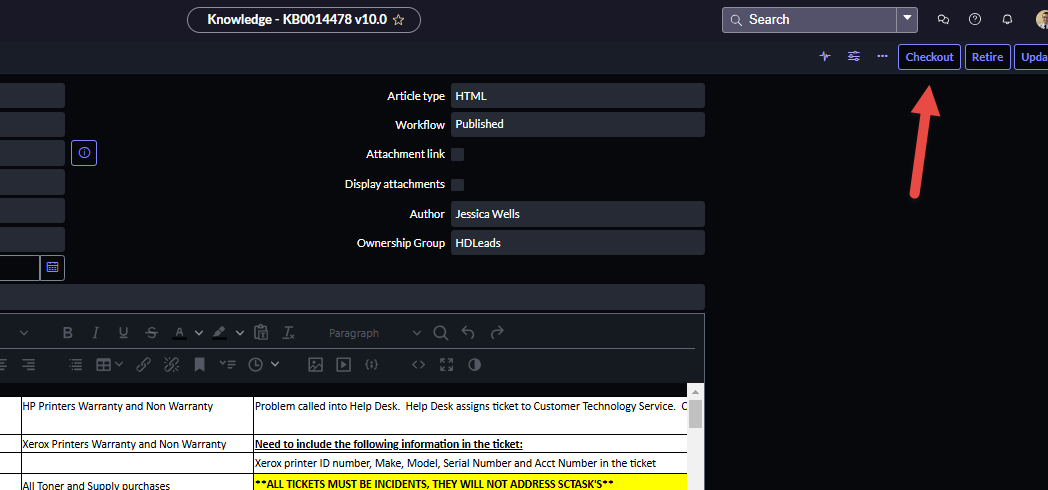 Knowledge - KB0014478 v10.0
Search
Checkout
Retire
Article type
HTML
Workflow
Published
Attachment link
Display attachments
Author
Jessica Wells
Ownership Group
HDLeads
B I U S A
Paragraph
HP Printers Warranty and Non Warranty
Problem called into Help Desk. Help Desk assigns ticket to Customer Technology Service.
Xerox Printers Warranty and Non Warranty
Need to include the following information in the ticket:
Xerox printer ID number, Make, Model, Serial Number and Acct Number in the ticket
All Toner and Supply purchases
**ALL TICKETS MUST BE INCIDENTS, THEY WILL NOT ADDRESS SCTASK'S**